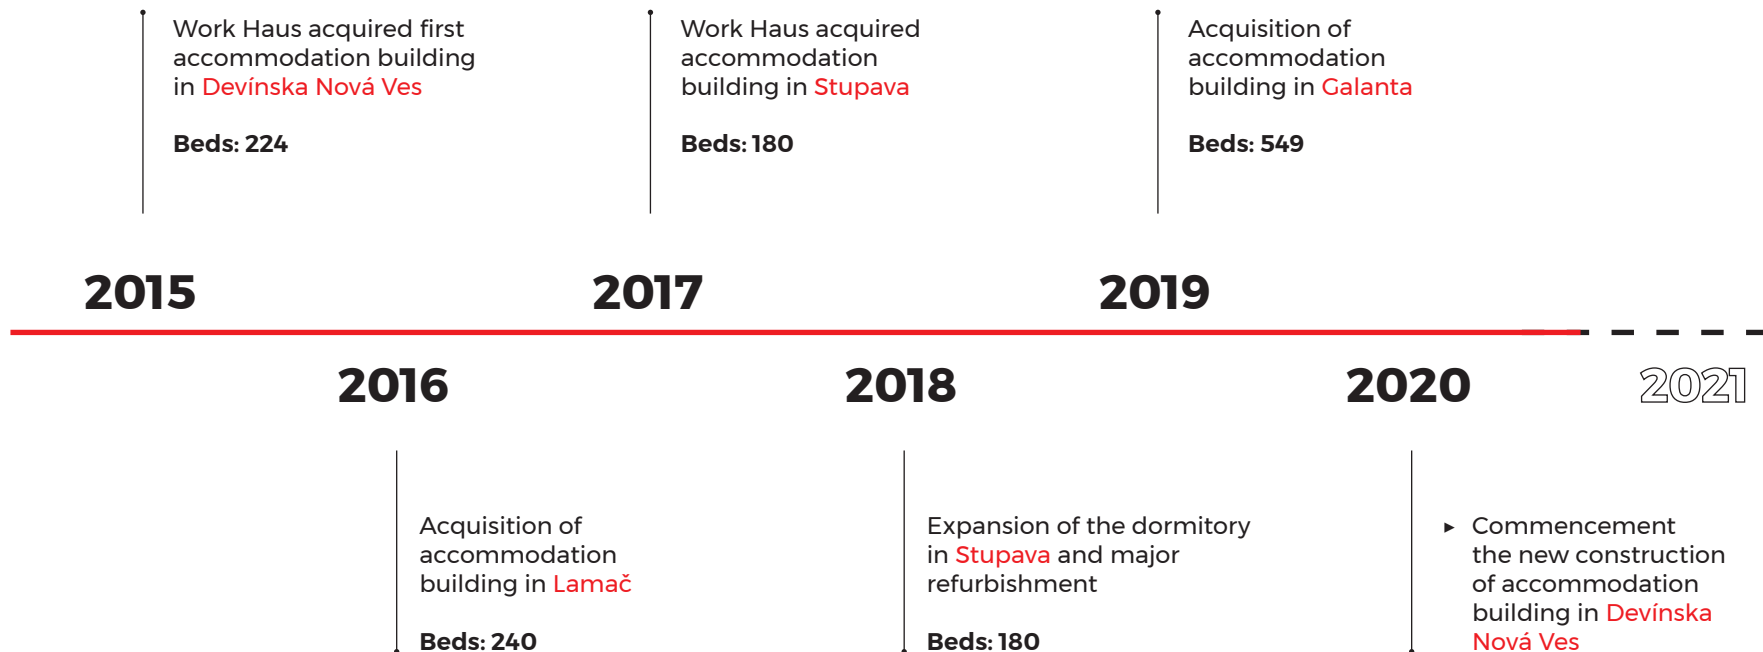 Work Haus acquired first
accommodation building
in Devínska Nová Ves
Beds: 224
Work Haus acquired
accommodation
building in Stupava
Beds: 180
Acquisition of
accommodation
building in Galanta
Beds: 549
2015
2017
2019
2016
2018
2020
2021
Acquisition of
accommodation
building in Lamač
Beds: 240
Expansion of the dormitory
in Stupava and major
refurbishment
Beds: 180
▸ Commencement
the new construction
of accommodation
building in Devínska
Nová Ves